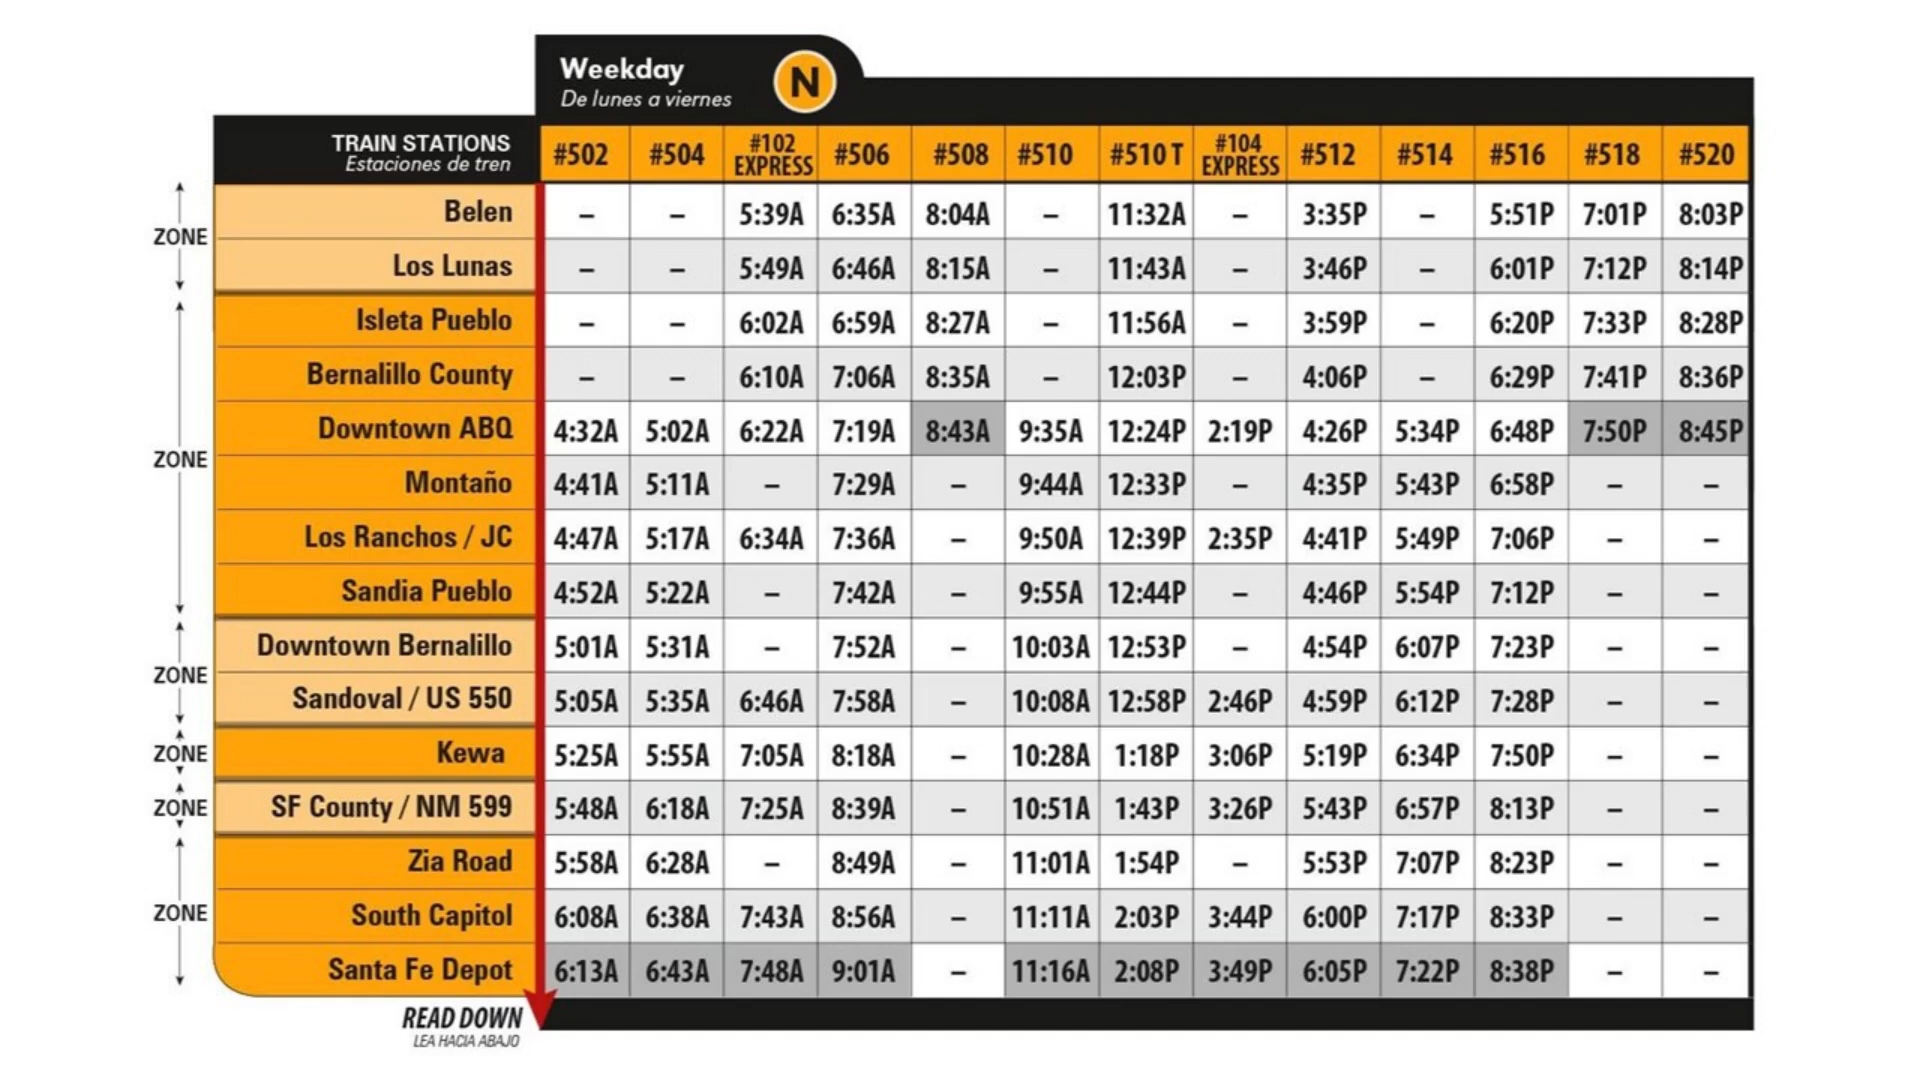 Weekday
De lunes a viernes
N
TRAIN STATIONS
Estaciones de tren
#502 #504 #102 EXPRESS #506 #508 #510 #510 T #104 EXPRESS #512 #514 #516 #518 #520
ZONE
Belen – – 5:39A 6:35A 8:04A – 11:32A – 3:35P – 5:51P 7:01P 8:03P
Los Lunas – – 5:49A 6:46A 8:15A – 11:43A – 3:46P – 6:01P 7:12P 8:14P
ZONE
Isleta Pueblo – – 6:02A 6:59A 8:27A – 11:56A – 3:59P – 6:20P 7:33P 8:28P
Bernalillo County – – 6:10A 7:06A 8:35A – 12:03P – 4:06P – 6:29P 7:41P 8:36P
Downtown ABQ 4:32A 5:02A 6:22A 7:19A 8:43A 9:35A 12:24P 2:19P 4:26P 5:34P 6:48P 7:50P 8:45P
Montaño 4:41A 5:11A – 7:29A – 9:44A 12:33P – 4:35P 5:43P 6:58P – –
Los Ranchos / JC 4:47A 5:17A 6:34A 7:36A – 9:50A 12:39P 2:35P 4:41P 5:49P 7:06P – –
Sandia Pueblo 4:52A 5:22A – 7:42A – 9:55A 12:44P – 4:46P 5:54P 7:12P – –
ZONE
Downtown Bernalillo 5:01A 5:31A – 7:52A – 10:03A 12:53P – 4:54P 6:07P 7:23P – –
Sandoval / US 550 5:05A 5:35A 6:46A 7:58A – 10:08A 12:58P 2:46P 4:59P 6:12P 7:28P – –
ZONE
Kewa 5:25A 5:55A 7:05A 8:18A – 10:28A 1:18P 3:06P 5:19P 6:34P 7:50P – –
ZONE
SF County / NM 599 5:48A 6:18A 7:25A 8:39A – 10:51A 1:43P 3:26P 5:43P 6:57P 8:13P – –
ZONE
Zia Road 5:58A 6:28A – 8:49A – 11:01A 1:54P – 5:53P 7:07P 8:23P – –
South Capitol 6:08A 6:38A 7:43A 8:56A – 11:11A 2:03P 3:44P 6:00P 7:17P 8:33P – –
Santa Fe Depot 6:13A 6:43A 7:48A 9:01A – 11:16A 2:08P 3:49P 6:05P 7:22P 8:38P – –
READ DOWN
LEA HACIA ABAJO